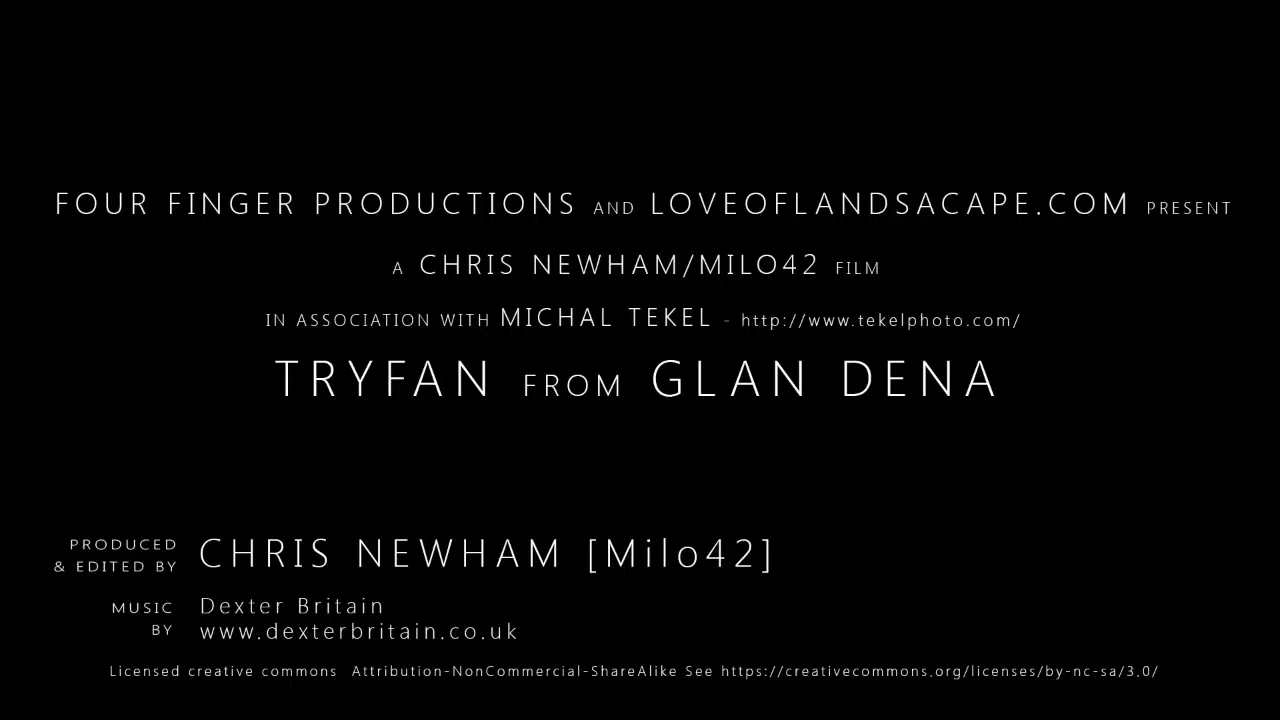 FOUR FINGER PRODUCTIONS AND LOVEOFLANDSACAPE.COM PRESENT
A CHRIS NEWHAM/MILO42 FILM
IN ASSOCIATION WITH MICHAL TEKEL - http://www.tekelphoto.com/
TRYFAN FROM GLAN DENA
PRODUCED
& EDITED BY
CHRIS NEWHAM [Milo42]
MUSIC
BY
Dexter Britain
www.dexterbritain.co.uk
Licensed creative commons Attribution-NonCommercial-ShareAlike See https://creativecommons.org/licenses/by-nc-sa/3.0/